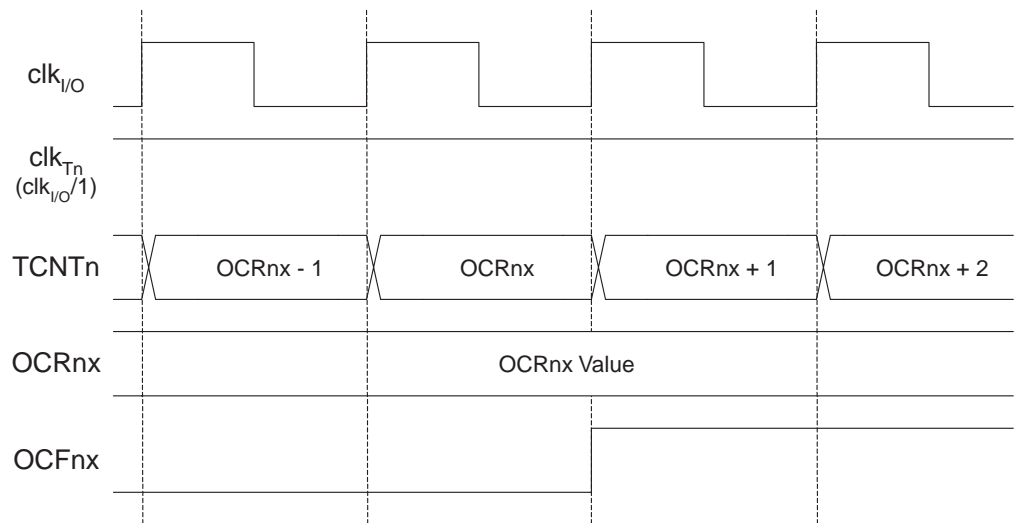 clkI/O
clkTn
(clkI/O/1)
TCNTn
OCRnx - 1
OCRnx
OCRnx + 1
OCRnx + 2
OCRnx
OCRnx Value
OCFnx